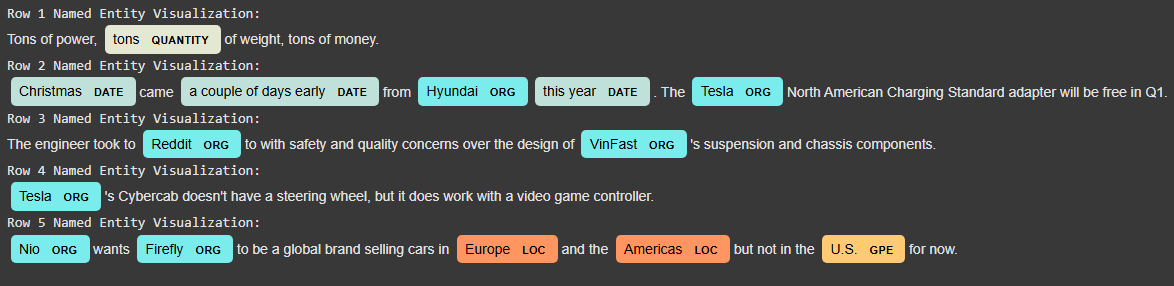 Row 1 Named Entity Visualization:
Tons of power, tons QUANTITY of weight, tons of money.
Row 2 Named Entity Visualization:
Christmas DATE came a couple of days early DATE from Hyundai ORG this year DATE . The Tesla ORG North American Charging Standard adapter will be free in Q1.
Row 3 Named Entity Visualization:
The engineer took to Reddit ORG to with safety and quality concerns over the design of VinFast ORG 's suspension and chassis components.
Row 4 Named Entity Visualization:
Tesla ORG 's Cybercab doesn't have a steering wheel, but it does work with a video game controller.
Row 5 Named Entity Visualization:
Nio ORG wants Firefly ORG to be a global brand selling cars in Europe LOC and the Americas LOC but not in the U.S. GPE for now.